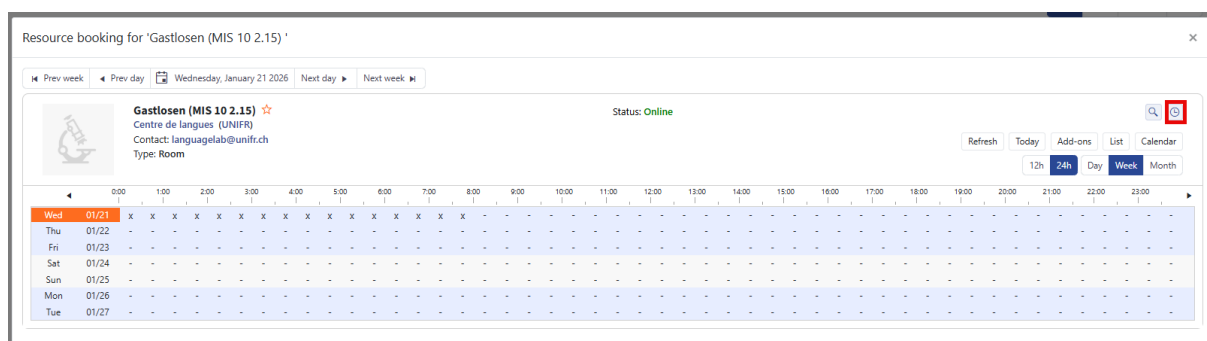 Resource booking for 'Gastlosen (MIS 10 2.15) '
×
Prev week Prev day Wednesday, January 21 2026 Next day Next week
Gastlosen (MIS 10 2.15)
Centre de langues (UNIFR)
Contact: languagelab@unifr.ch
Type: Room
Status: Online
Refresh Today Add-ons List Calendar
12h 24h Day Week Month
0:00 1:00 2:00 3:00 4:00 5:00 6:00 7:00 8:00 9:00 10:00 11:00 12:00 13:00 14:00 15:00 16:00 17:00 18:00 19:00 20:00 21:00 22:00 23:00
Wed 01/21 x x x x x x x x x x x x x x x x - - - - - - - - - - - - - - - - - - - - - - - - - - - - - - - -
Thu 01/22 - - - - - - - - - - - - - - - - - - - - - - - - - - - - - - - - - - - - - - - - - - - - - - - -
Fri 01/23 - - - - - - - - - - - - - - - - - - - - - - - - - - - - - - - - - - - - - - - - - - - - - - - -
Sat 01/24 - - - - - - - - - - - - - - - - - - - - - - - - - - - - - - - - - - - - - - - - - - - - - - - -
Sun 01/25 - - - - - - - - - - - - - - - - - - - - - - - - - - - - - - - - - - - - - - - - - - - - - - - -
Mon 01/26 - - - - - - - - - - - - - - - - - - - - - - - - - - - - - - - - - - - - - - - - - - - - - - - -
Tue 01/27 - - - - - - - - - - - - - - - - - - - - - - - - - - - - - - - - - - - - - - - - - - - - - - - -